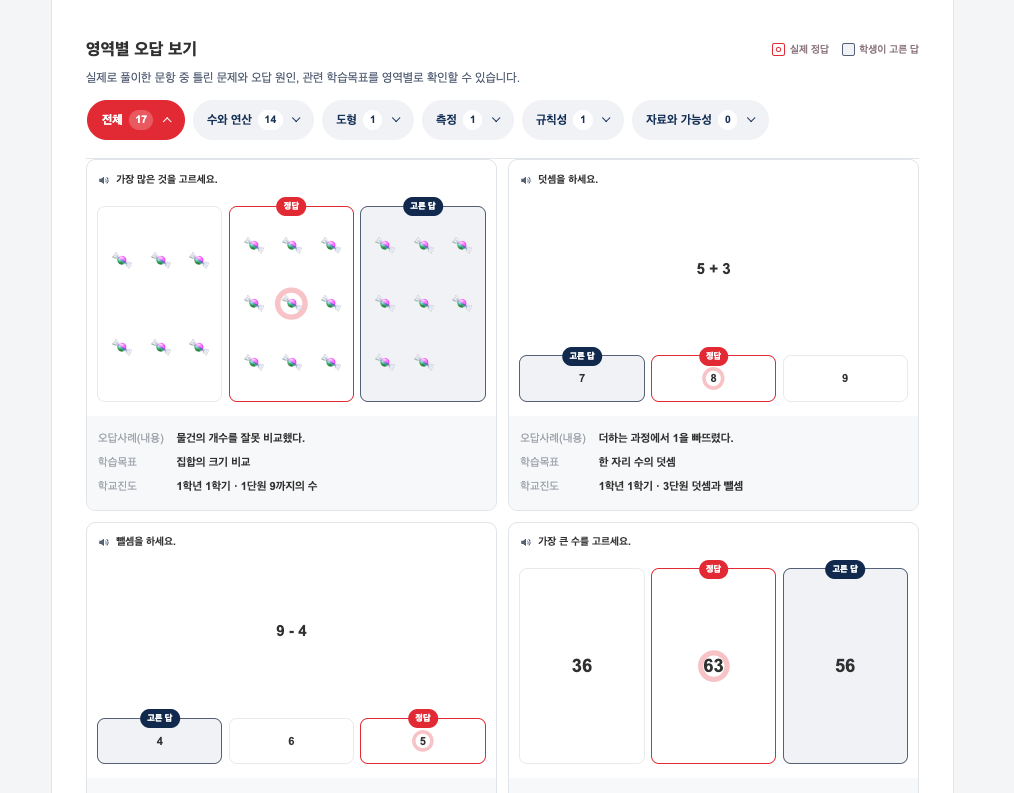 영역별 오답 보기
실제 정답 학생이 고른 답
실제로 풀이한 문항 중 틀린 문제와 오답 원인, 관련 학습목표를 영역별로 확인할 수 있습니다.
전체 17 수와 연산 14 도형 1 측정 1 규칙성 1 자료와 가능성 0
가장 많은 것을 고르세요.
정답
고른 답
오답사례(내용) 물건의 개수를 잘못 비교했다.
학습목표 집합의 크기 비교
학교진도 1학년 1학기 · 1단원 9까지의 수
덧셈을 하세요.
5 + 3
고른 답
정답
7
8
9
오답사례(내용) 더하는 과정에서 1을 빠뜨렸다.
학습목표 한 자리 수의 덧셈
학교진도 1학년 1학기 · 3단원 덧셈과 뺄셈
뺄셈을 하세요.
9 - 4
고른 답
정답
4
6
5
가장 큰 수를 고르세요.
정답
고른 답
36
63
56